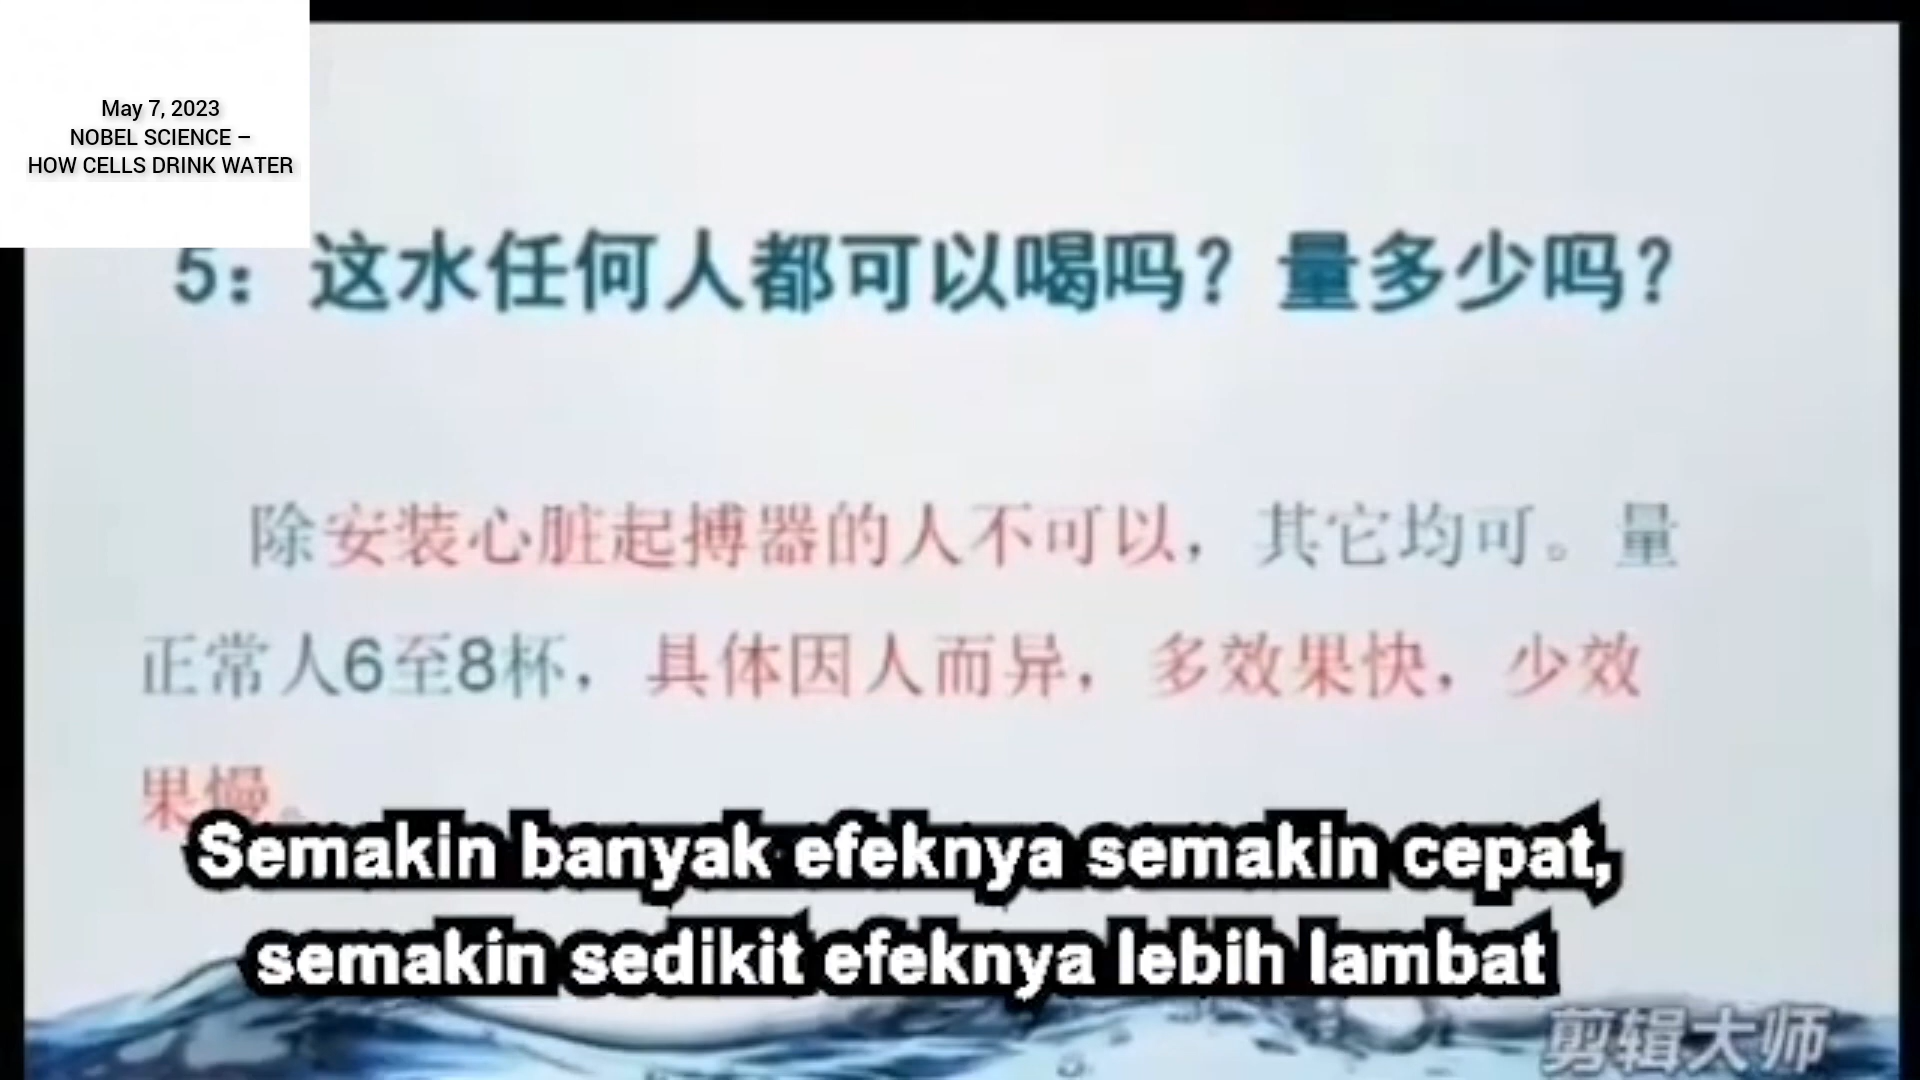 May 7, 2023
NOBEL SCIENCE –
HOW CELLS DRINK WATER
5：这水任何人都可以喝吗？量多少吗？
除安装心脏起搏器的人不可以，其它均可。量
正常人6至8杯，具体因人而异，多效果快，少效
果慢。
Semakin banyak efeknya semakin cepat,
semakin sedikit efeknya lebih lambat
剪辑大师